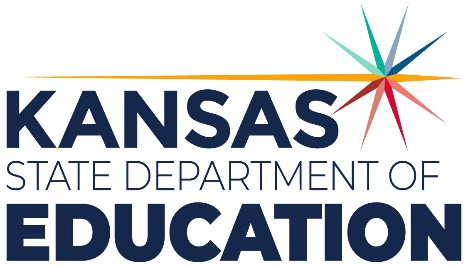 KANSAS
STATE DEPARTMENT OF
EDUCATION